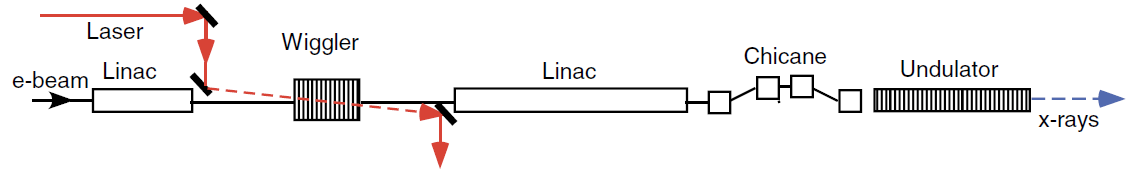 Laser
Wiggler
Chicane
e-beam
Linac
Linac
Undulator
x-rays